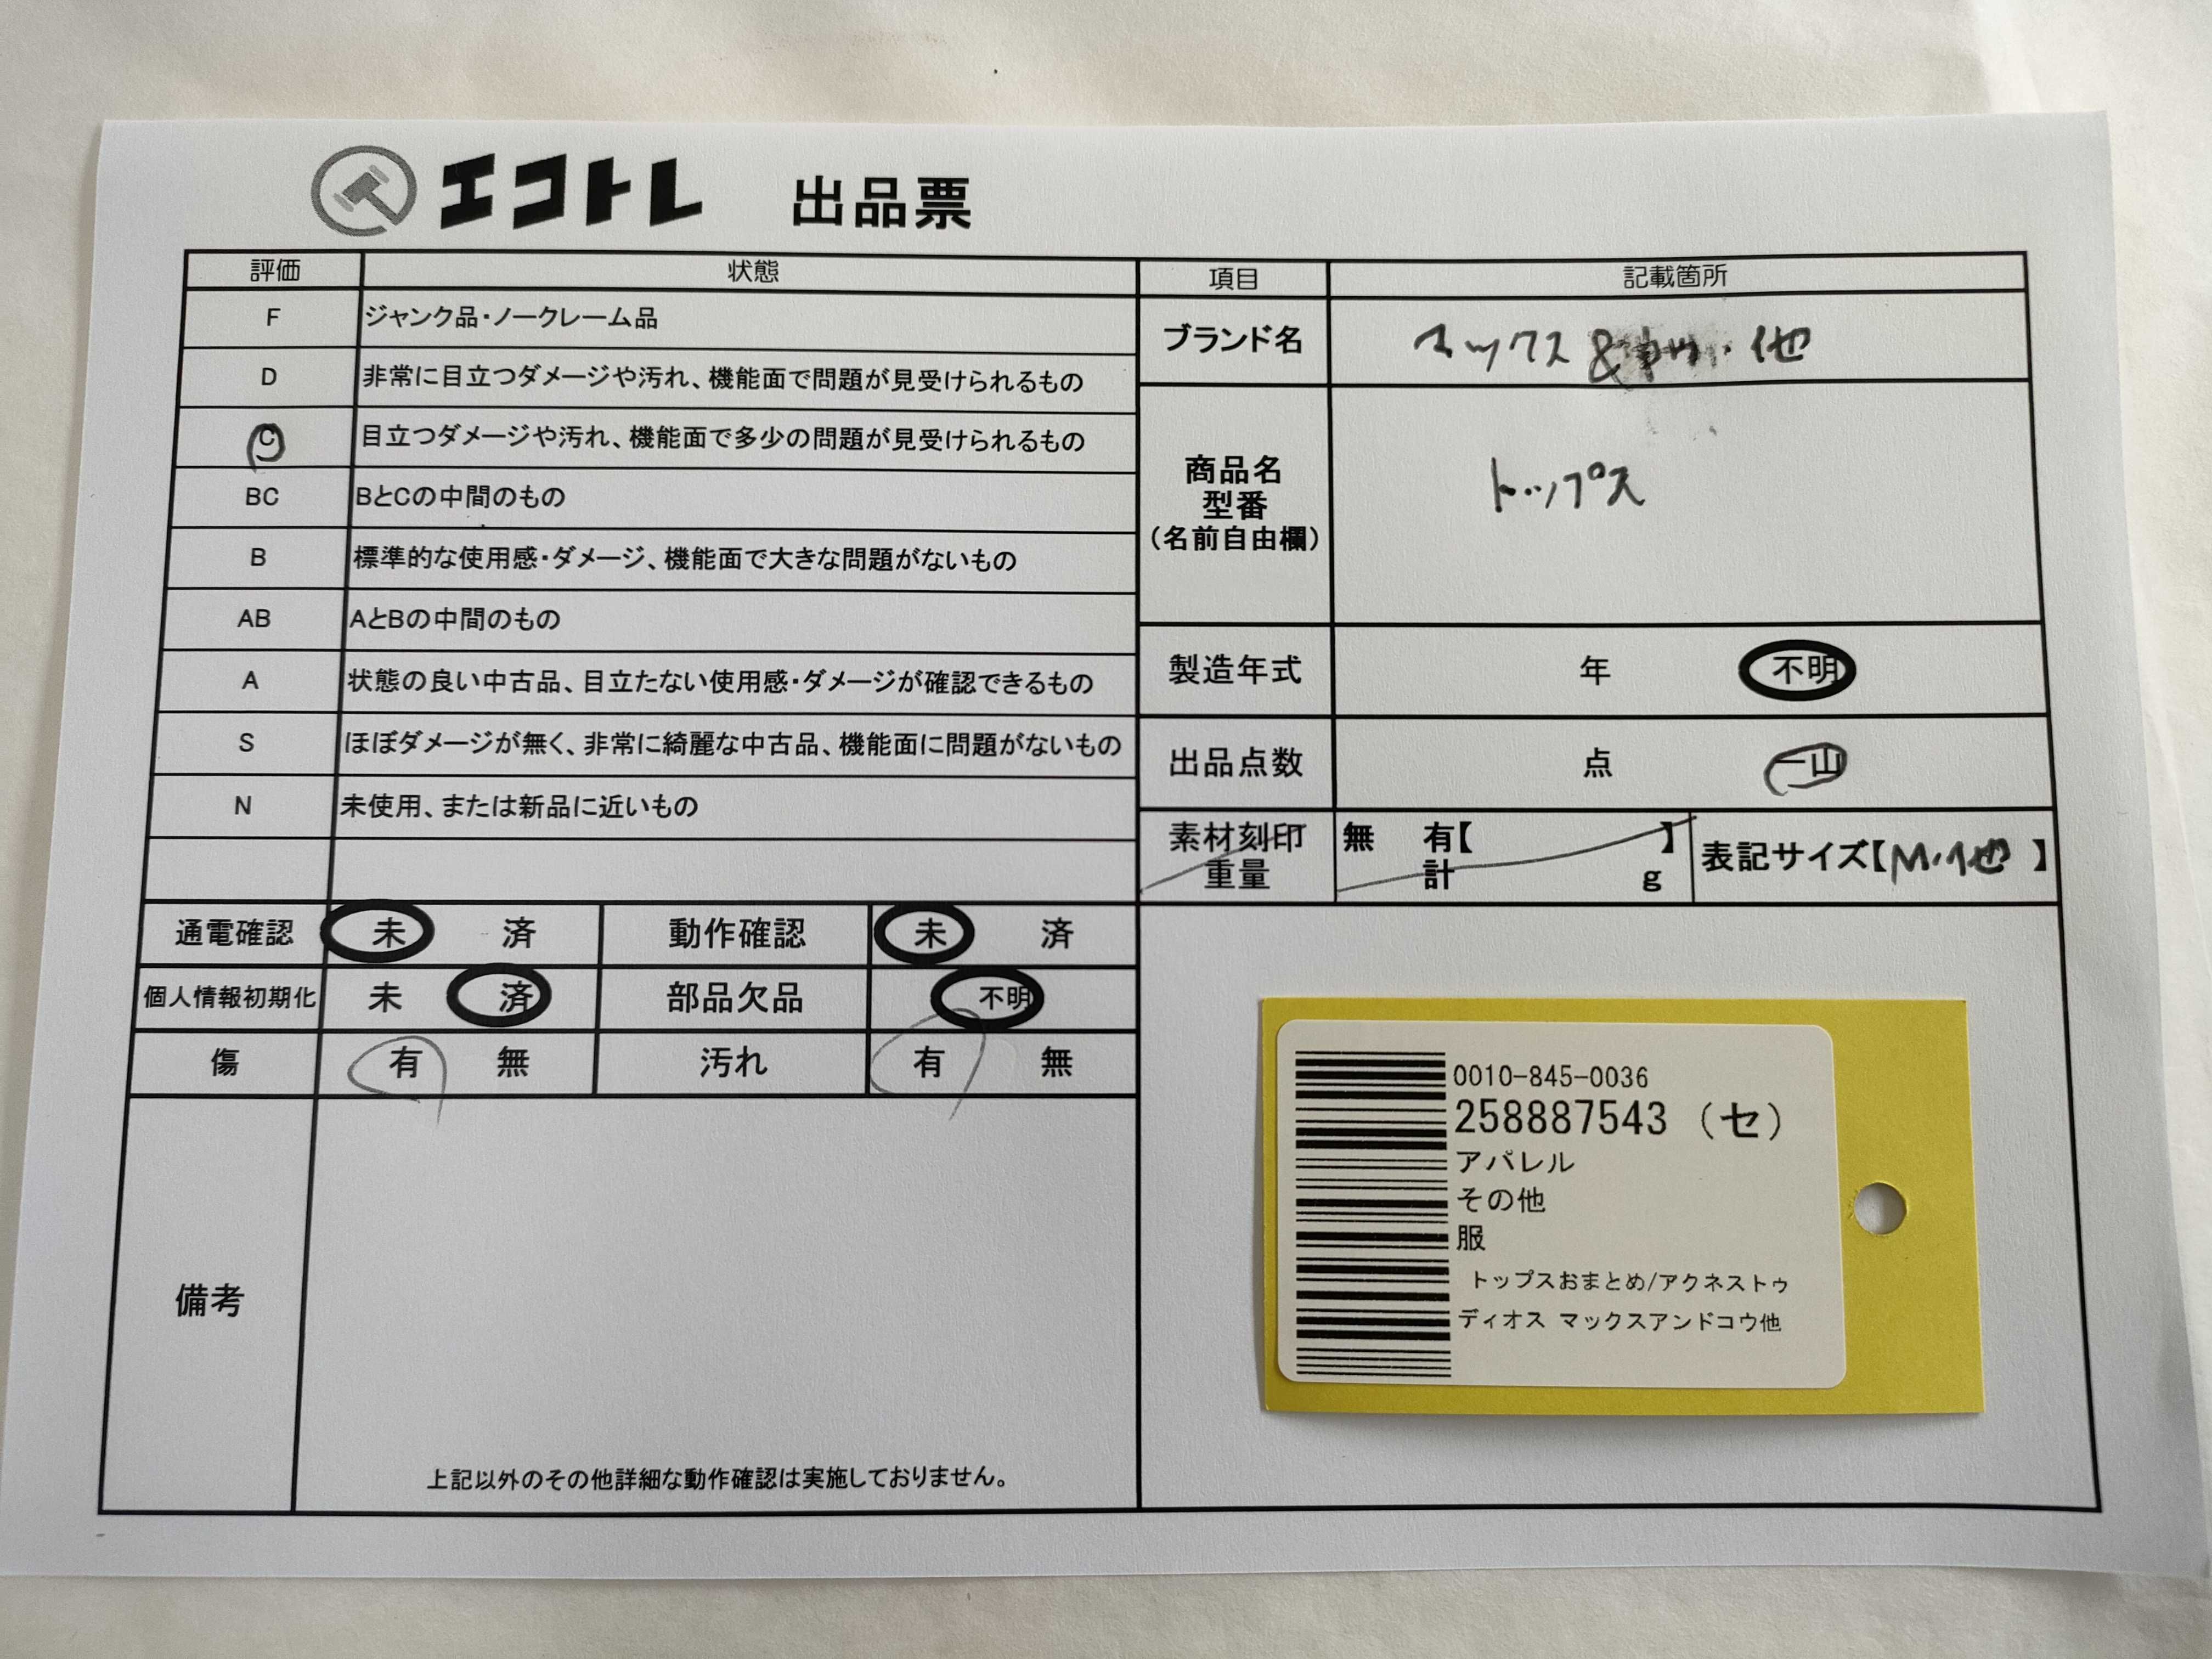 エコトレ 出品票
評価 状態
F ジャンク品・ノークレーム品
D 非常に目立つダメージや汚れ、機能面で問題が見受けられるもの
C 目立つダメージや汚れ、機能面で多少の問題が見受けられるもの
BC BとCの中間のもの
B 標準的な使用感・ダメージ、機能面で大きな問題がないもの
AB AとBの中間のもの
A 状態の良い中古品、目立たない使用感・ダメージが確認できるもの
S ほぼダメージが無く、非常に綺麗な中古品、機能面に問題がないもの
N 未使用、または新品に近いもの
通電確認 未 済 動作確認 未 済
個人情報初期化 未 済 部品欠品 不明
傷 有 無 汚れ 有 無
備考
上記以外のその他詳細な動作確認は実施しておりません。
項目 記載箇所
ブランド名 マックス & ・他
商品名
型番
(名前自由欄)
トップス
製造年式 年 不明
出品点数 点 一山
素材刻印 無 有【 】
重量 計 g
表記サイズ【M・他】
0010-845-0036
258887543 (セ)
アパレル
その他
服
トップスおまとめ/アクネストゥ
ディオス マックスアンドコウ他